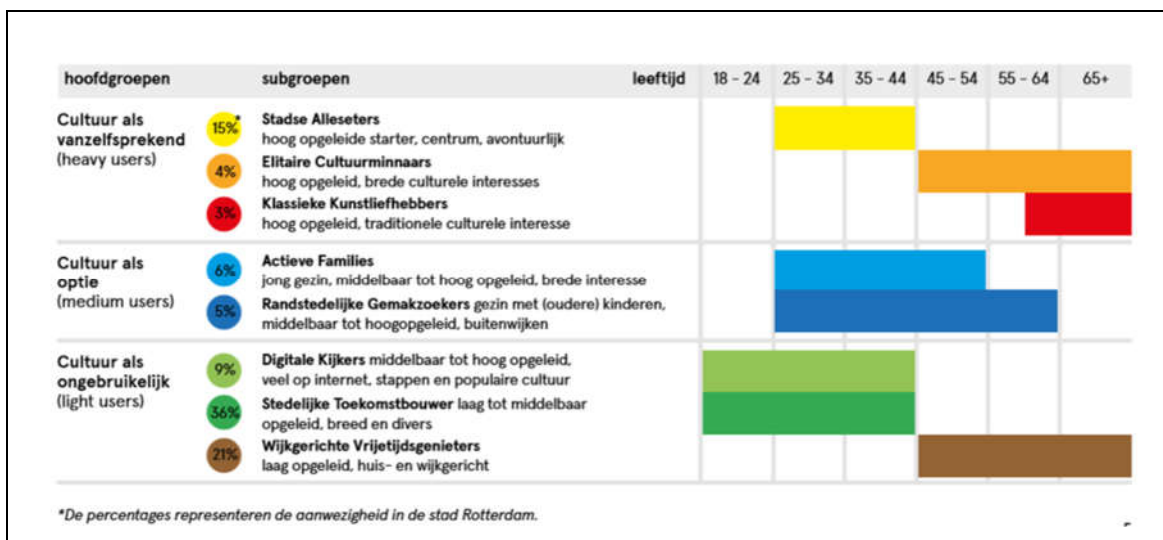 hoofdgroepen subgroepen leeftijd 18 – 24 25 – 34 35 – 44 45 – 54 55 – 64 65+
Cultuur als
vanzelfsprekend
(heavy users)
15%*
Stadse Alleseters
hoog opgeleide starter, centrum, avontuurlijk
4%
Elitaire Cultuurminnaars
hoog opgeleid, brede culturele interesses
3%
Klassieke Kunstliefhebbers
hoog opgeleid, traditionele culturele interesse
Cultuur als
optie
(medium users)
6%
Actieve Families
jong gezin, middelbaar tot hoog opgeleid, brede interesse
5%
Randstedelijke Gemakzoekers gezin met (oudere) kinderen,
middelbaar tot hoogopgeleid, buitenwijken
Cultuur als
ongebruikelijk
(light users)
9%
Digitale Kijkers middelbaar tot hoog opgeleid,
veel op internet, stappen en populaire cultuur
36%
Stedelijke Toekomstbouwer laag tot middelbaar
opgeleid, breed en divers
21%
Wijkgerichte Vrijetijdsgenieters
laag opgeleid, huis- en wijkgericht
*De percentages representeren de aanwezigheid in de stad Rotterdam.